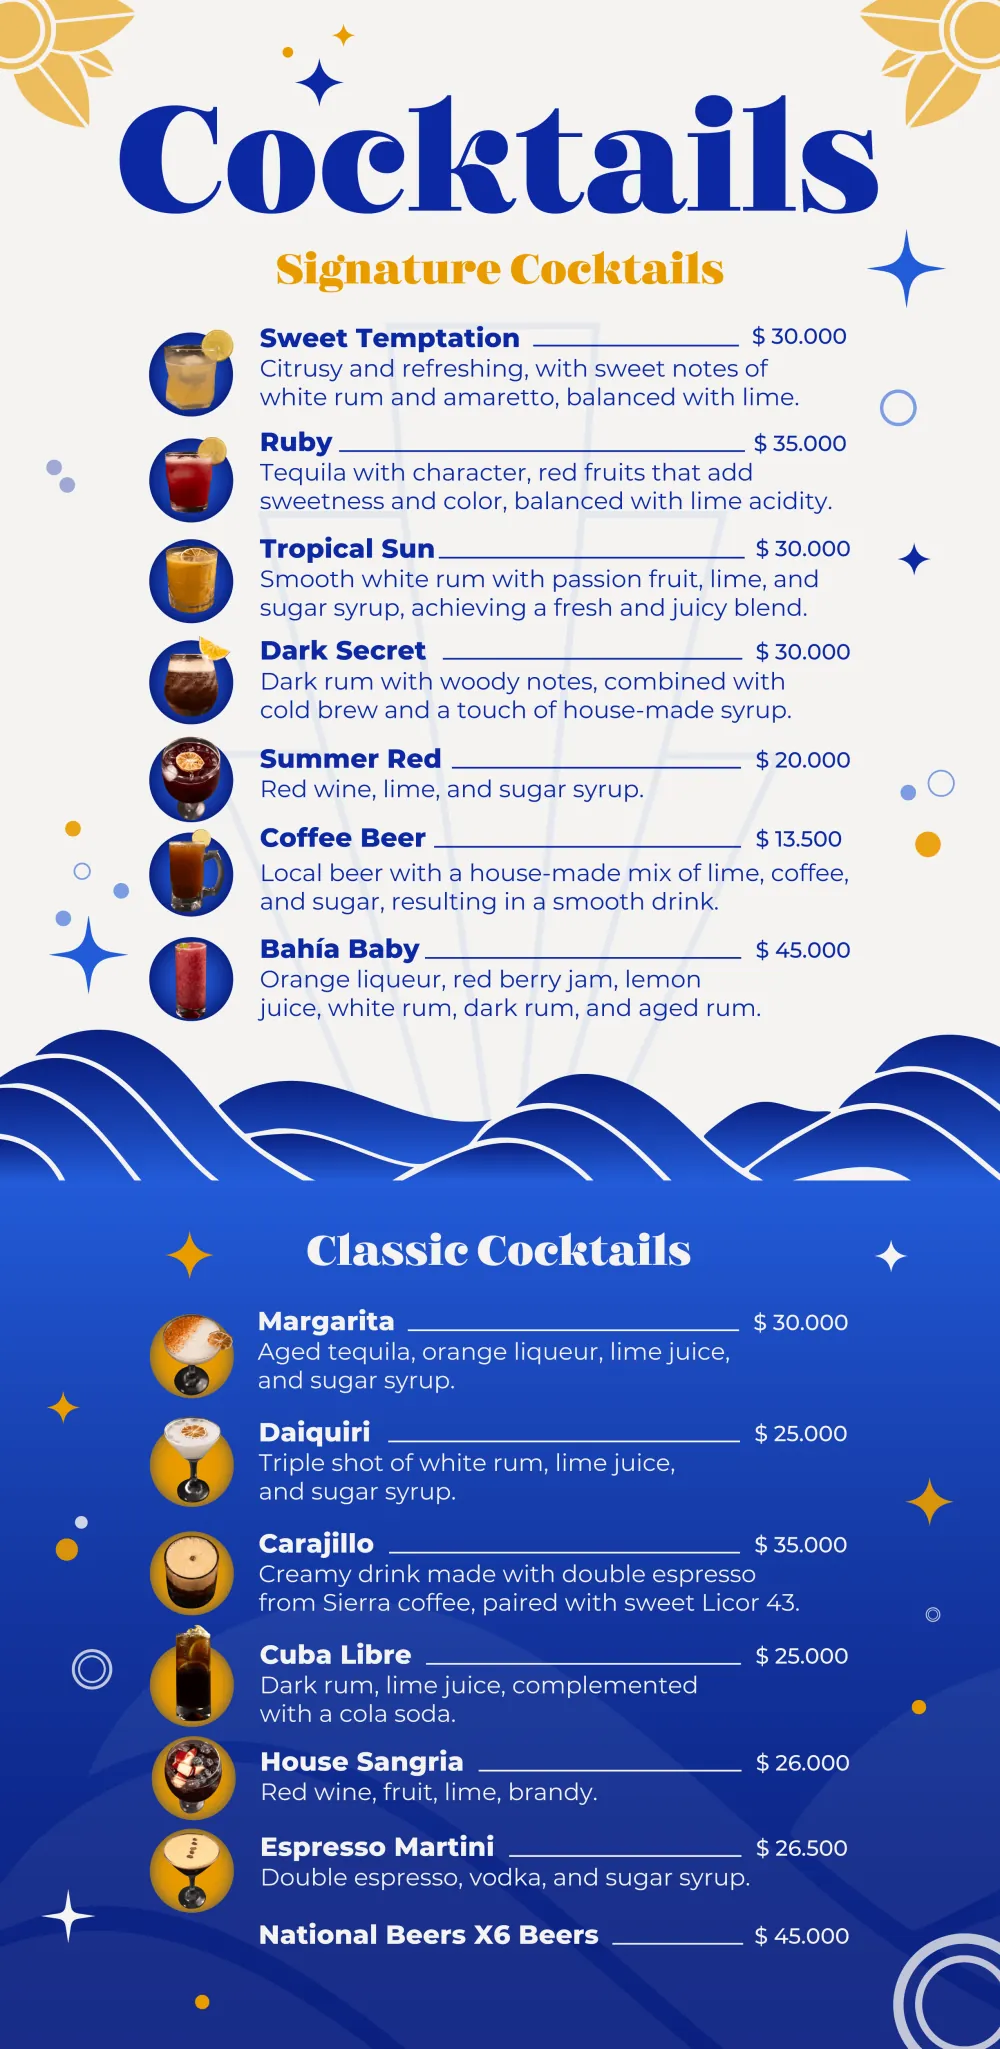 Cocktails
Signature Cocktails
Sweet Temptation $ 30.000
Citrusy and refreshing, with sweet notes of
white rum and amaretto, balanced with lime.
Ruby $ 35.000
Tequila with character, red fruits that add
sweetness and color, balanced with lime acidity.
Tropical Sun $ 30.000
Smooth white rum with passion fruit, lime, and
sugar syrup, achieving a fresh and juicy blend.
Dark Secret $ 30.000
Dark rum with woody notes, combined with
cold brew and a touch of house-made syrup.
Summer Red $ 20.000
Red wine, lime, and sugar syrup.
Coffee Beer $ 13.500
Local beer with a house-made mix of lime, coffee,
and sugar, resulting in a smooth drink.
Bahía Baby $ 45.000
Orange liqueur, red berry jam, lemon
juice, white rum, dark rum, and aged rum.
Classic Cocktails
Margarita $ 30.000
Aged tequila, orange liqueur, lime juice,
and sugar syrup.
Daiquiri $ 25.000
Triple shot of white rum, lime juice,
and sugar syrup.
Carajillo $ 35.000
Creamy drink made with double espresso
from Sierra coffee, paired with sweet Licor 43.
Cuba Libre $ 25.000
Dark rum, lime juice, complemented
with a cola soda.
House Sangria $ 26.000
Red wine, fruit, lime, brandy.
Espresso Martini $ 26.500
Double espresso, vodka, and sugar syrup.
National Beers X6 Beers $ 45.000